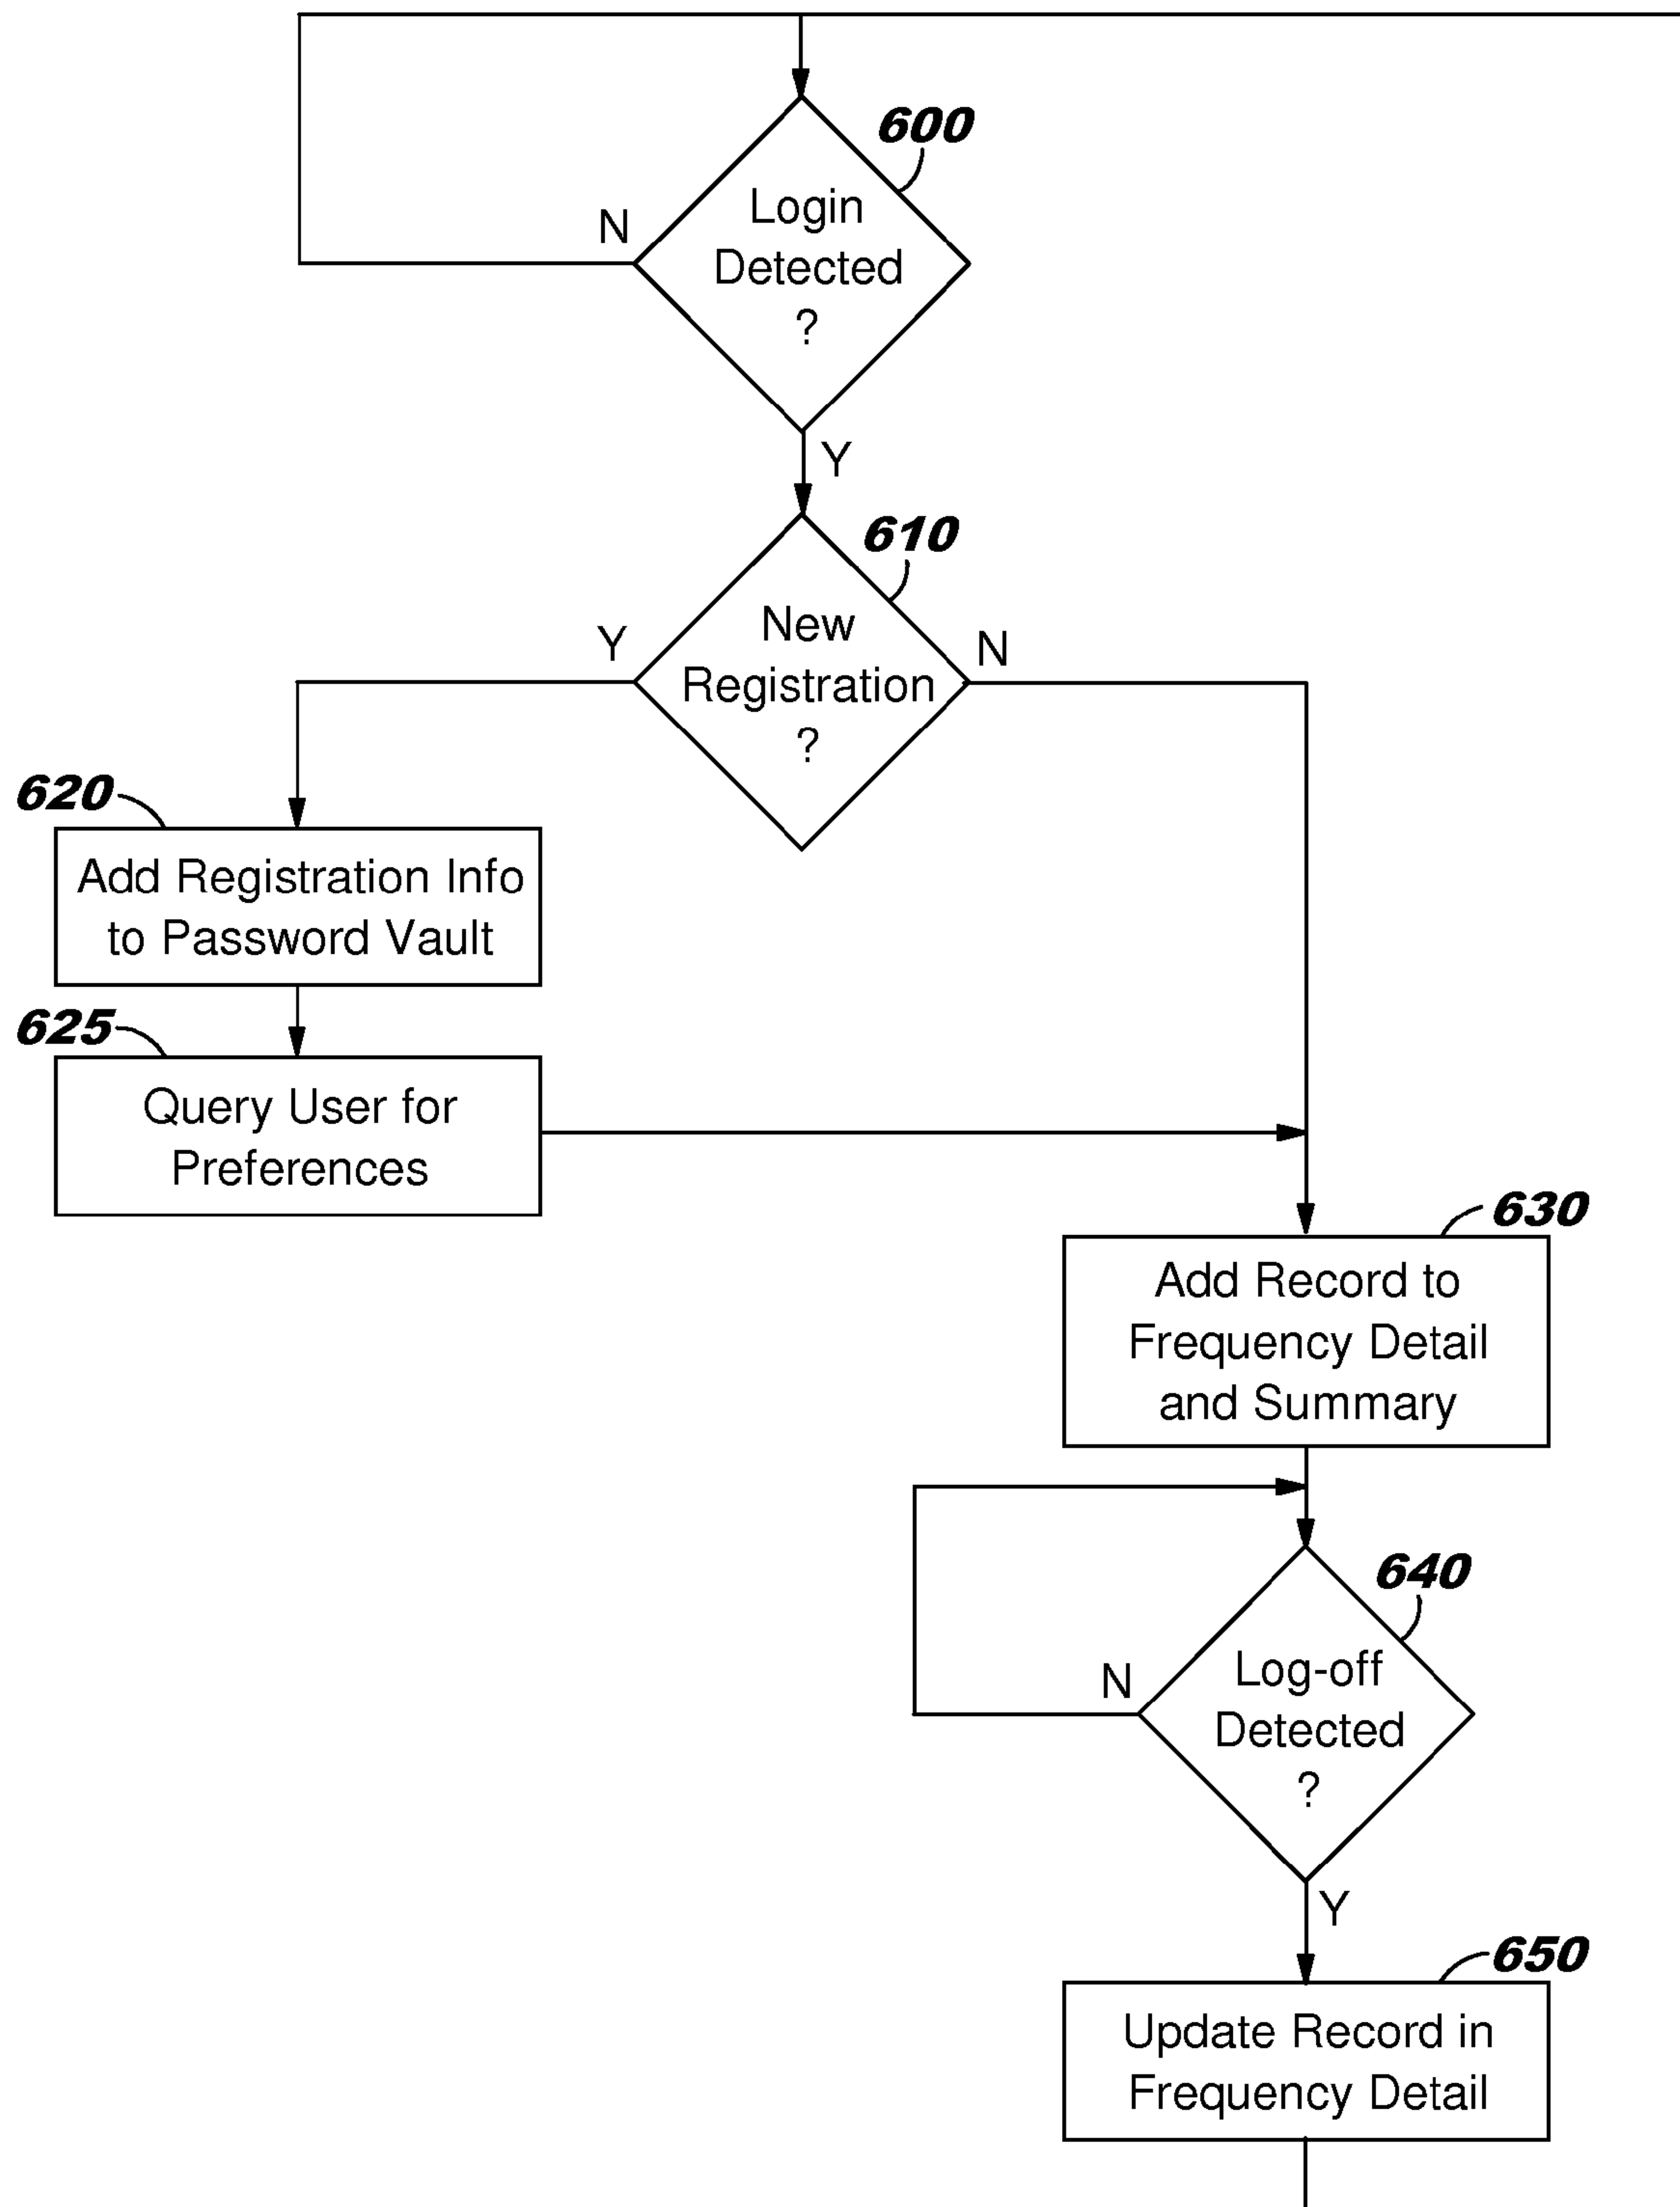 600
Login
Detected
?
N
Y
610
New
Registration
?
Y
N
620
Add Registration Info
to Password Vault
625
Query User for
Preferences
630
Add Record to
Frequency Detail
and Summary
640
Log-off
Detected
?
N
Y
650
Update Record in
Frequency Detail